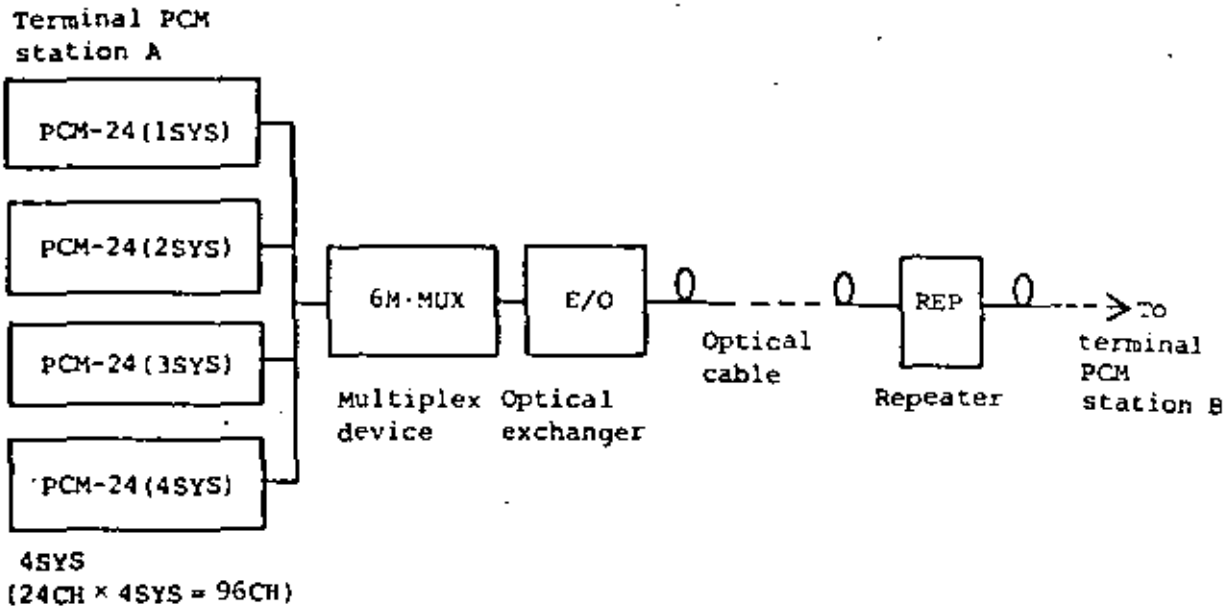 Terminal PCM
station A
PCM-24(1SYS)
PCM-24(2SYS)
PCM-24(3SYS)
PCM-24(4SYS)
4SYS
(24CH × 4SYS = 96CH)
6M·MUX
Multiplex
device
E/O
Optical
exchanger
Optical
cable
REP
Repeater
TO
terminal
PCM
station B